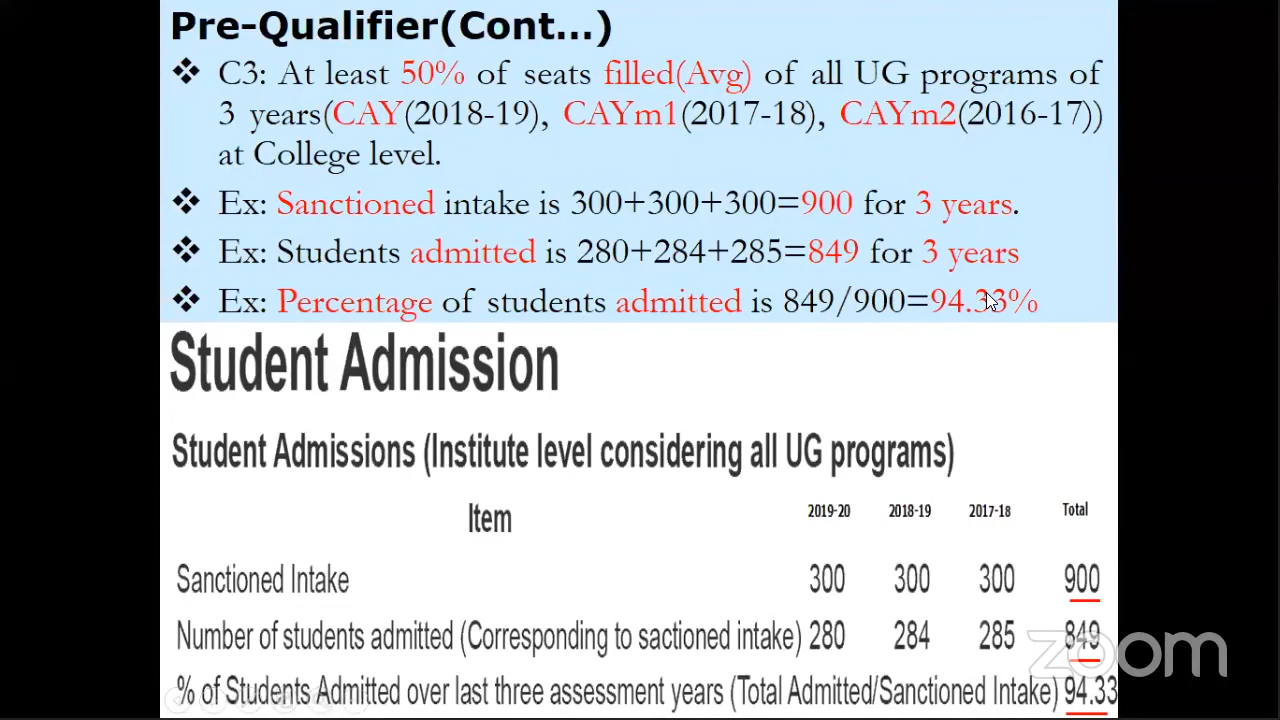 Pre-Qualifier(Cont...)
❖ C3: At least 50% of seats filled(Avg) of all UG programs of
3 years(CAY(2018-19), CAYm1(2017-18), CAYm2(2016-17))
at College level.
❖ Ex: Sanctioned intake is 300+300+300=900 for 3 years.
❖ Ex: Students admitted is 280+284+285=849 for 3 years
❖ Ex: Percentage of students admitted is 849/900=94.33%
Student Admission
Student Admissions (Institute level considering all UG programs)
Item 2019-20 2018-19 2017-18 Total
Sanctioned Intake 300 300 300 900
Number of students admitted (Corresponding to sactioned intake) 280 284 285 849
zoom
% of Students Admitted over last three assessment years (Total Admitted/Sanctioned Intake) 94.33